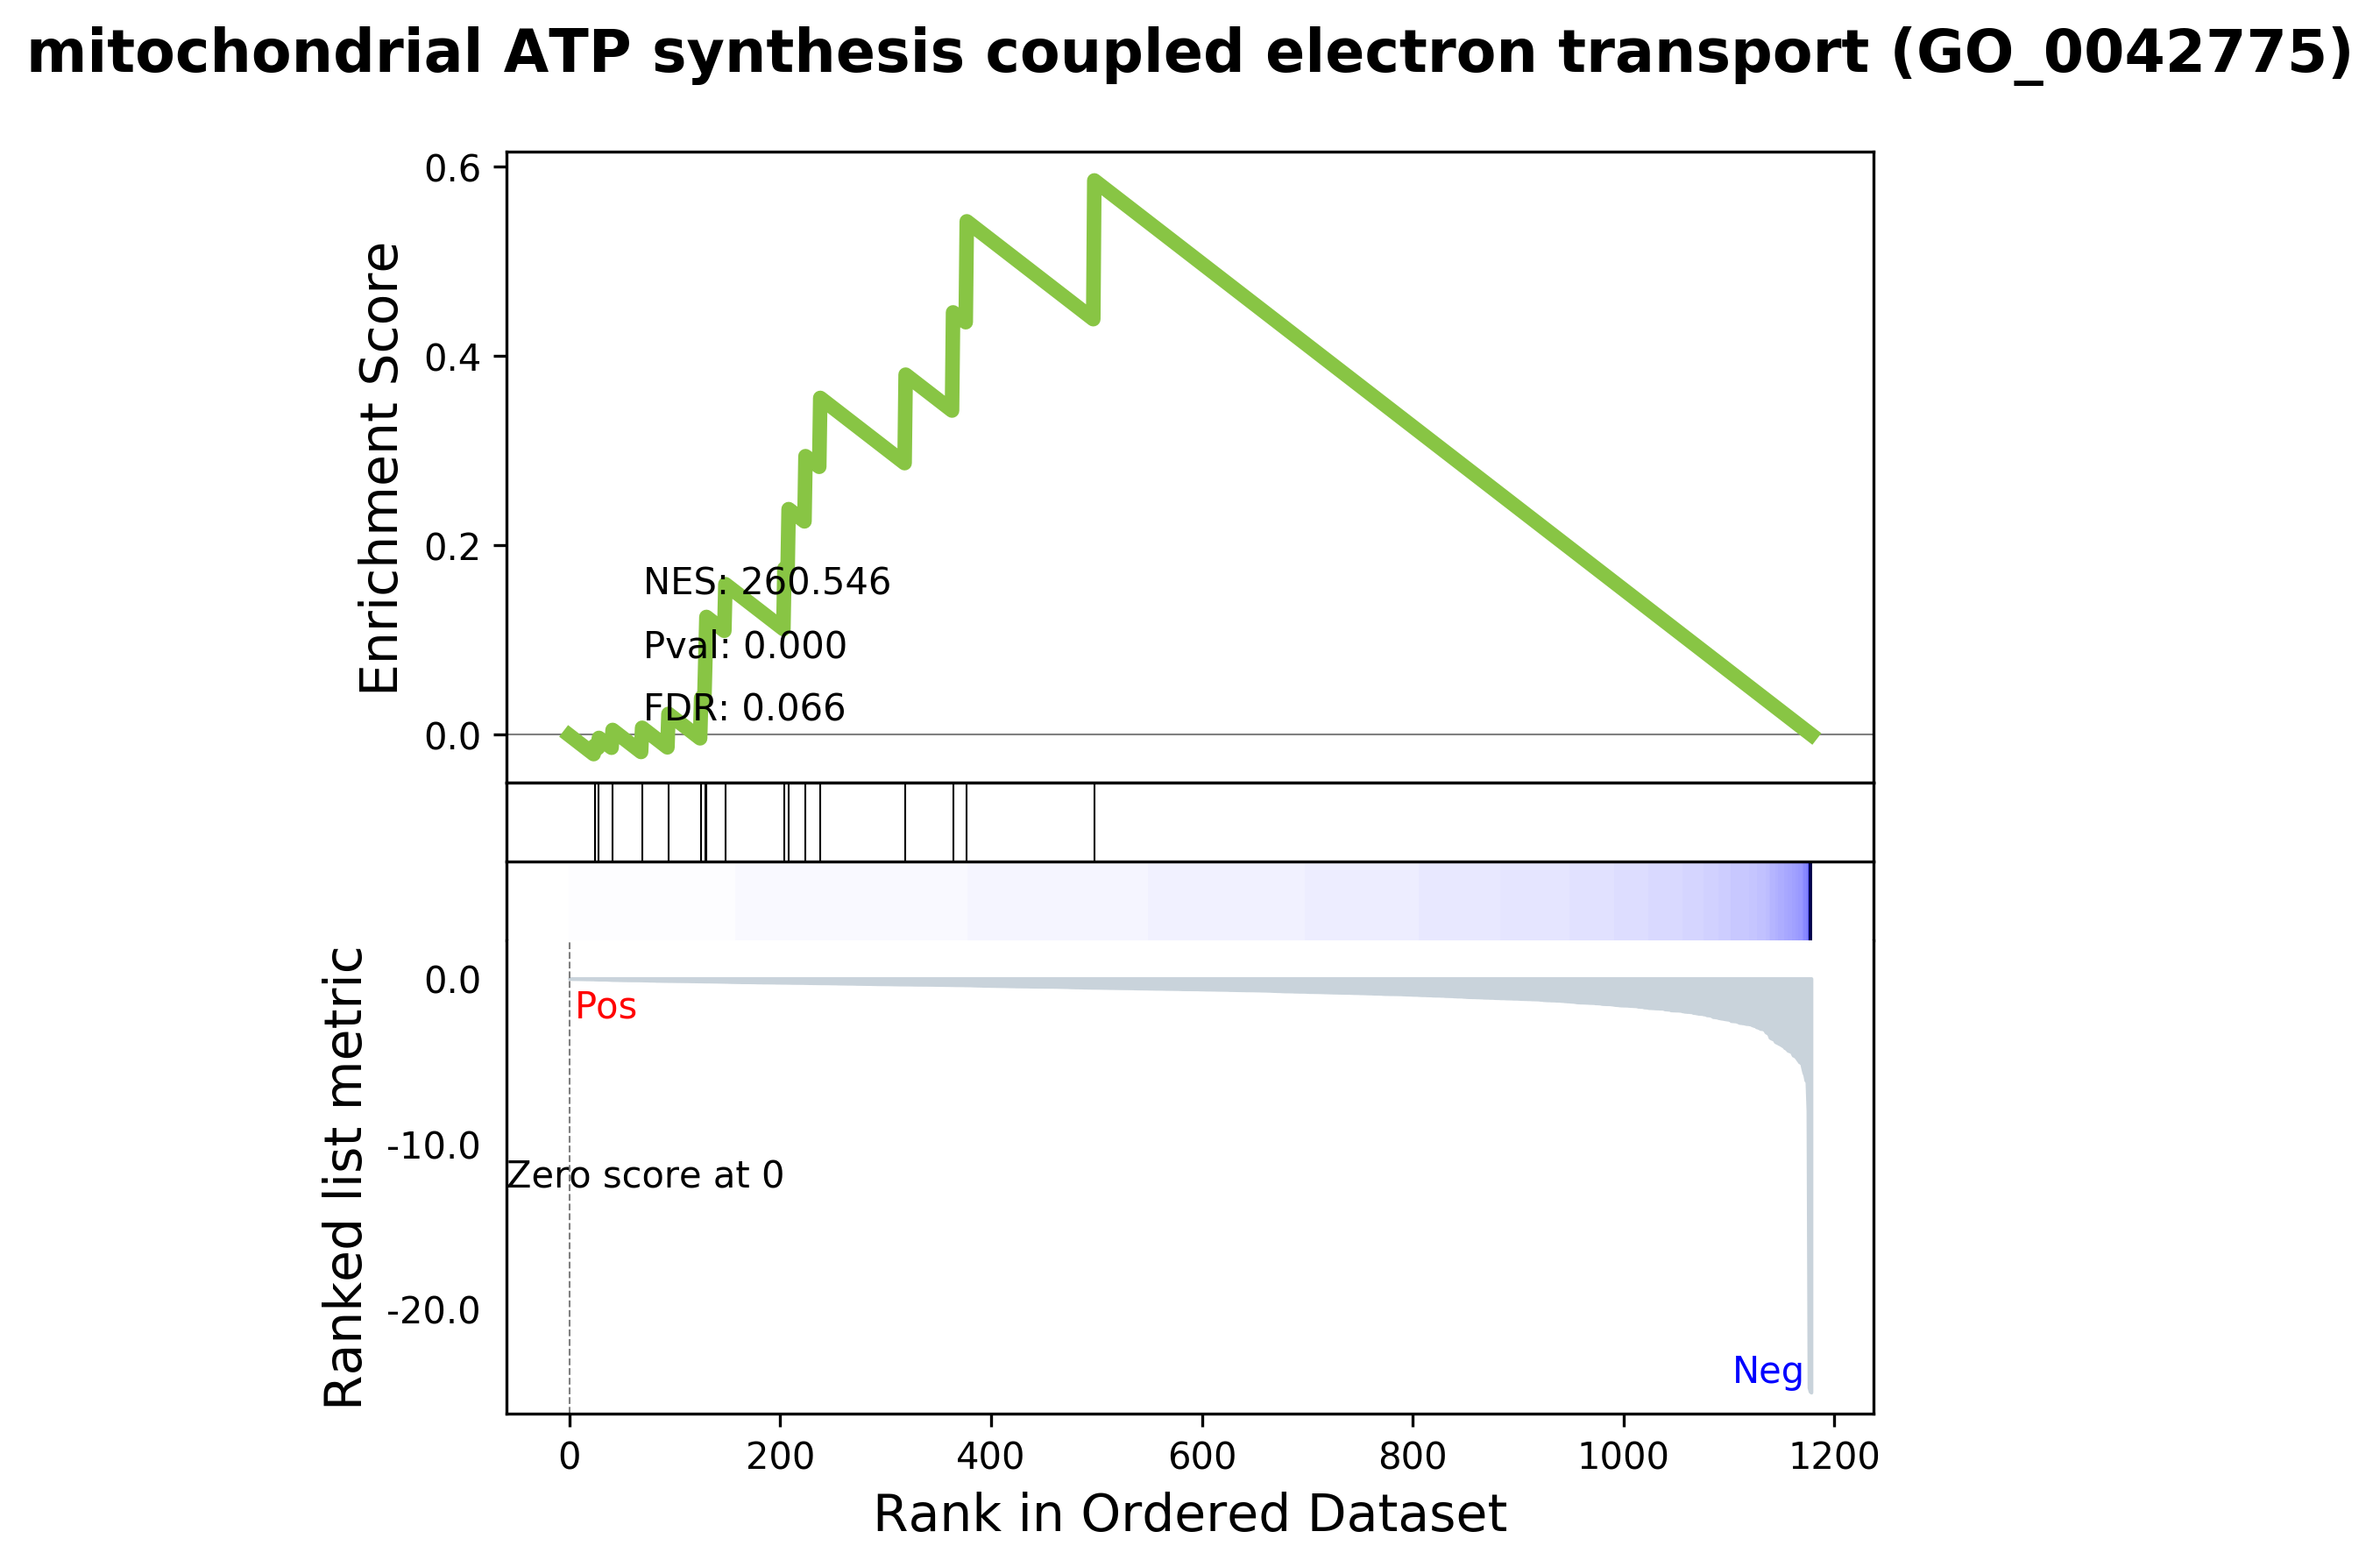 mitochondrial ATP synthesis coupled electron transport (GO_0042775)
Enrichment Score
0.6
0.4
0.2
0.0
NES: 260.546
Pval: 0.000
FDR: 0.066
Ranked list metric
0.0
-10.0
-20.0
Pos
Zero score at 0
Neg
0 200 400 600 800 1000 1200
Rank in Ordered Dataset